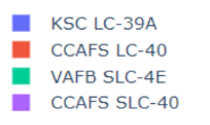 KSC LC-39A
CCAFS LC-40
VAFB SLC-4E
CCAFS SLC-40